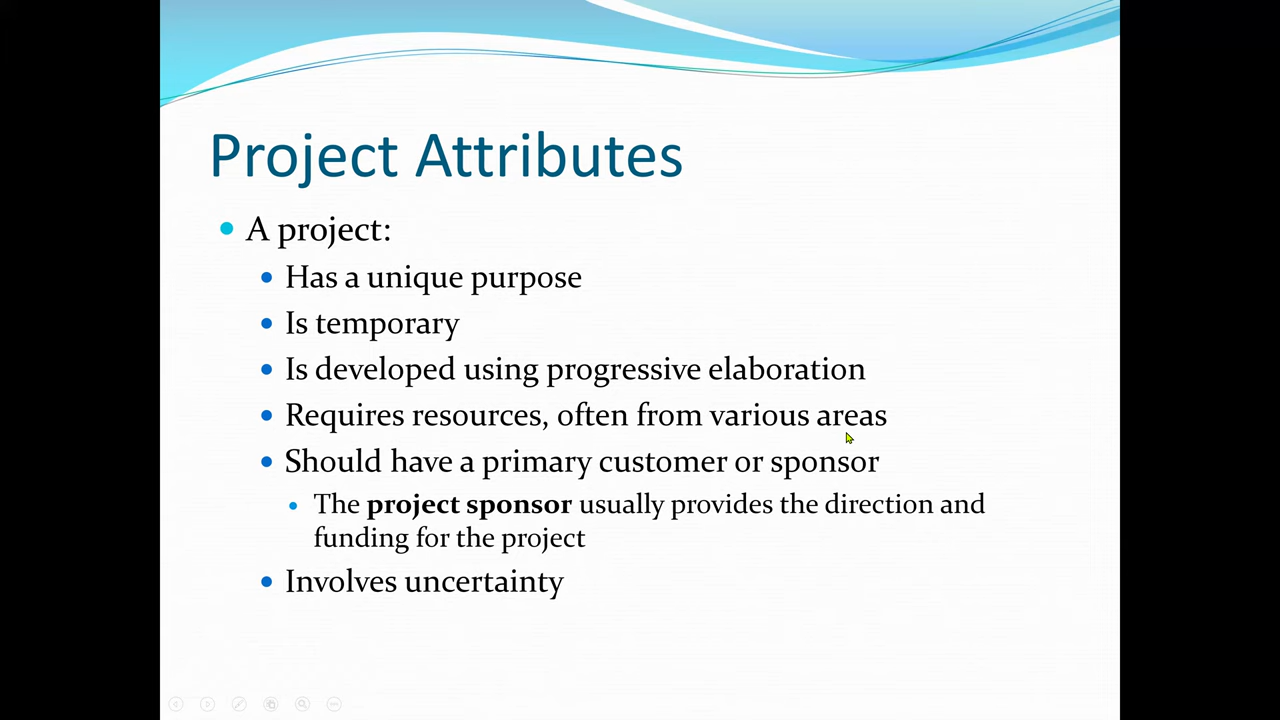 Project Attributes
A project:
Has a unique purpose
Is temporary
Is developed using progressive elaboration
Requires resources, often from various areas
Should have a primary customer or sponsor
The project sponsor usually provides the direction and
funding for the project
Involves uncertainty